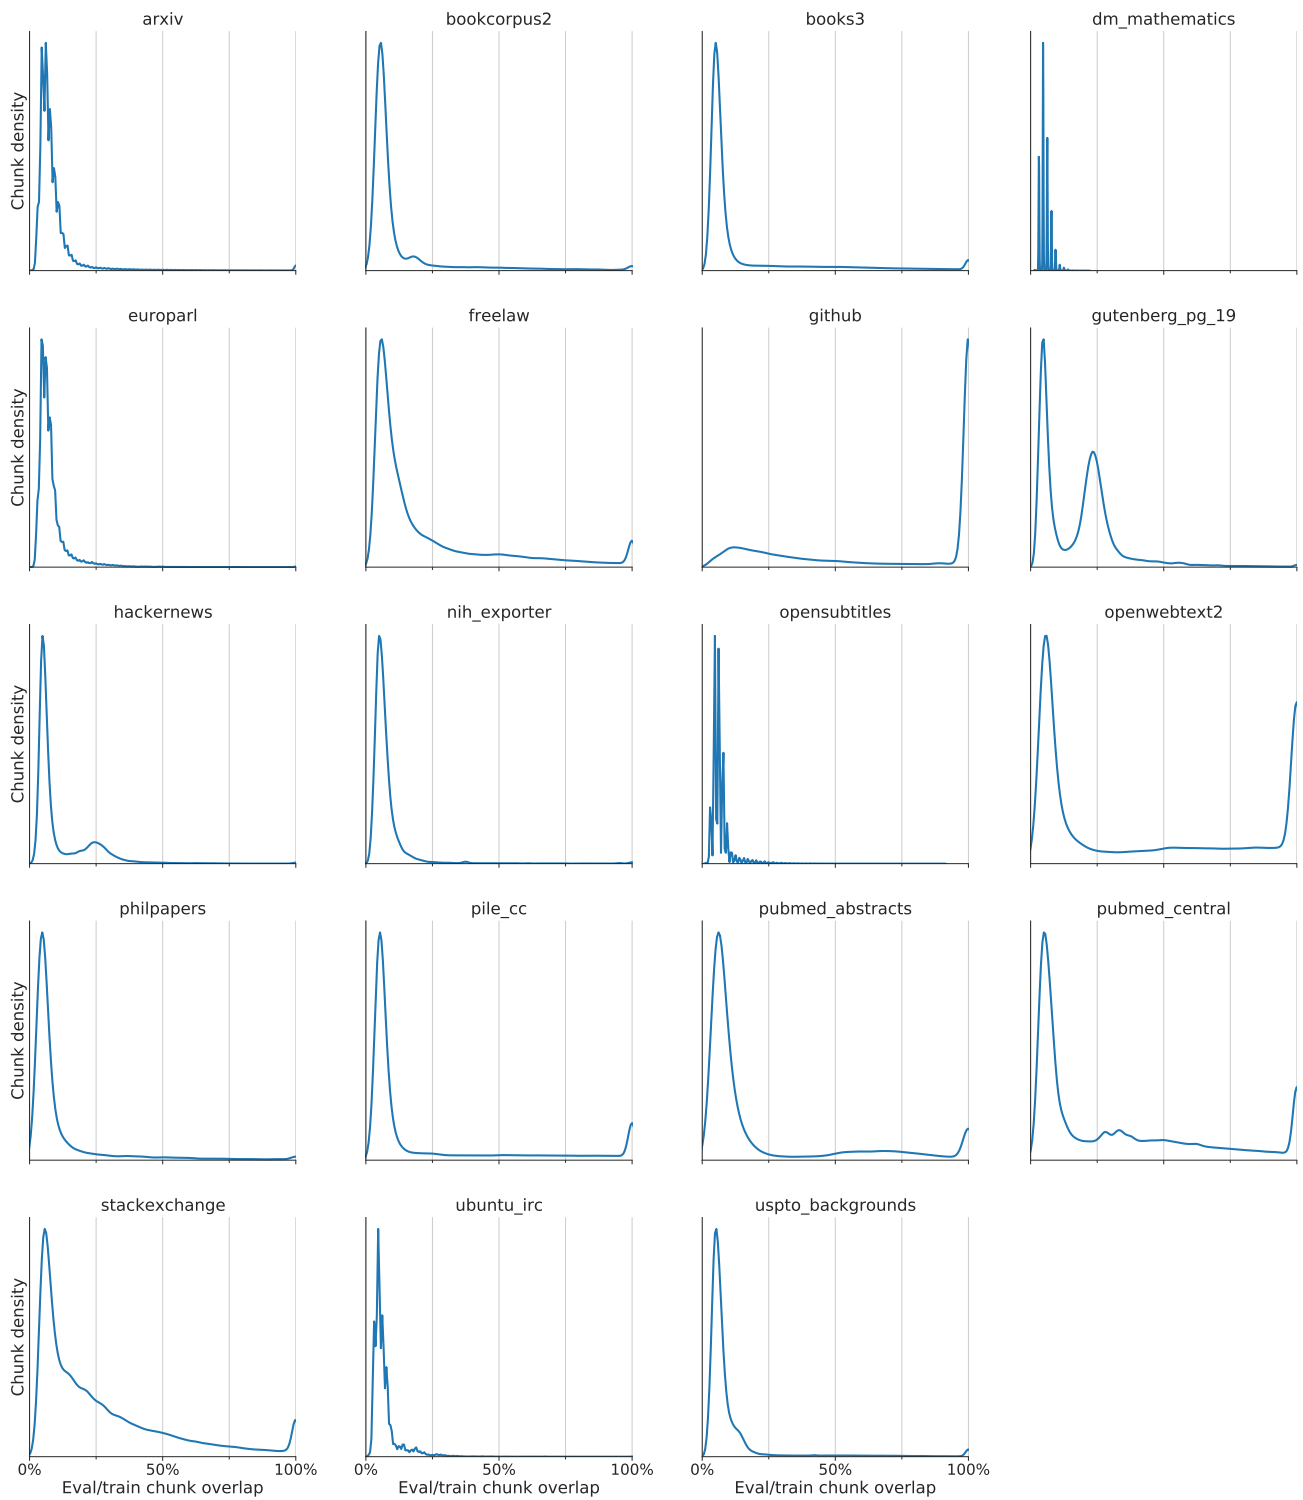 arxiv
bookcorpus2
books3
dm_mathematics
Chunk density
europarl
freelaw
github
gutenberg_pg_19
Chunk density
hackernews
nih_exporter
opensubtitles
openwebtext2
Chunk density
philpapers
pile_cc
pubmed_abstracts
pubmed_central
Chunk density
stackexchange
ubuntu_irc
uspto_backgrounds
Chunk density
0% 50% 100%
0% 50% 100%
0% 50% 100%
Eval/train chunk overlap
Eval/train chunk overlap
Eval/train chunk overlap